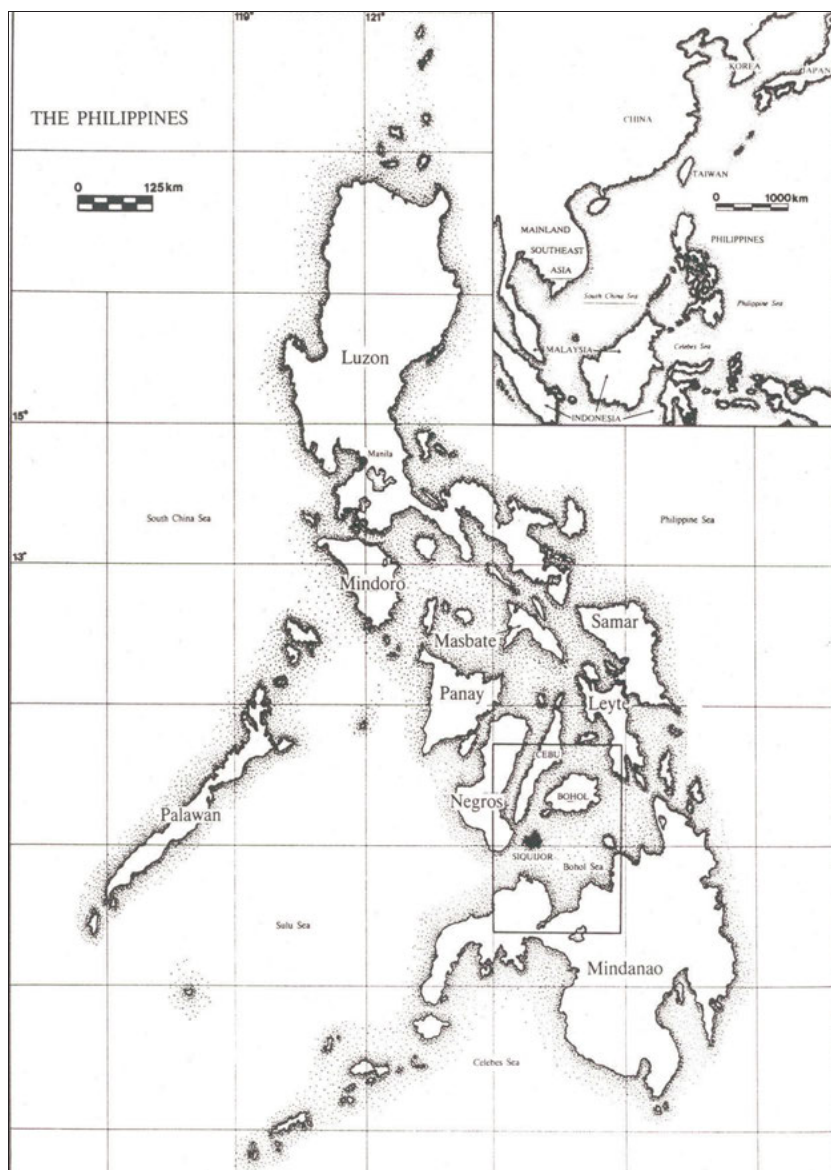 119°
121°
THE PHILIPPINES
0 125km
KOREA
JAPAN
CHINA
TAIWAN
0 1000km
MAINLAND
SOUTHEAST
ASIA
PHILIPPINES
South China Sea
Philippine Sea
MALAYSIA
Celebes Sea
INDONESIA
Luzon
15°
Manila
South China Sea
Philippine Sea
13°
Mindoro
Samar
Masbate
Panay
Leyte
CEBU
Negros
BOHOL
Palawan
SIQUIJOR
Bohol Sea
Sulu Sea
Mindanao
Celebes Sea